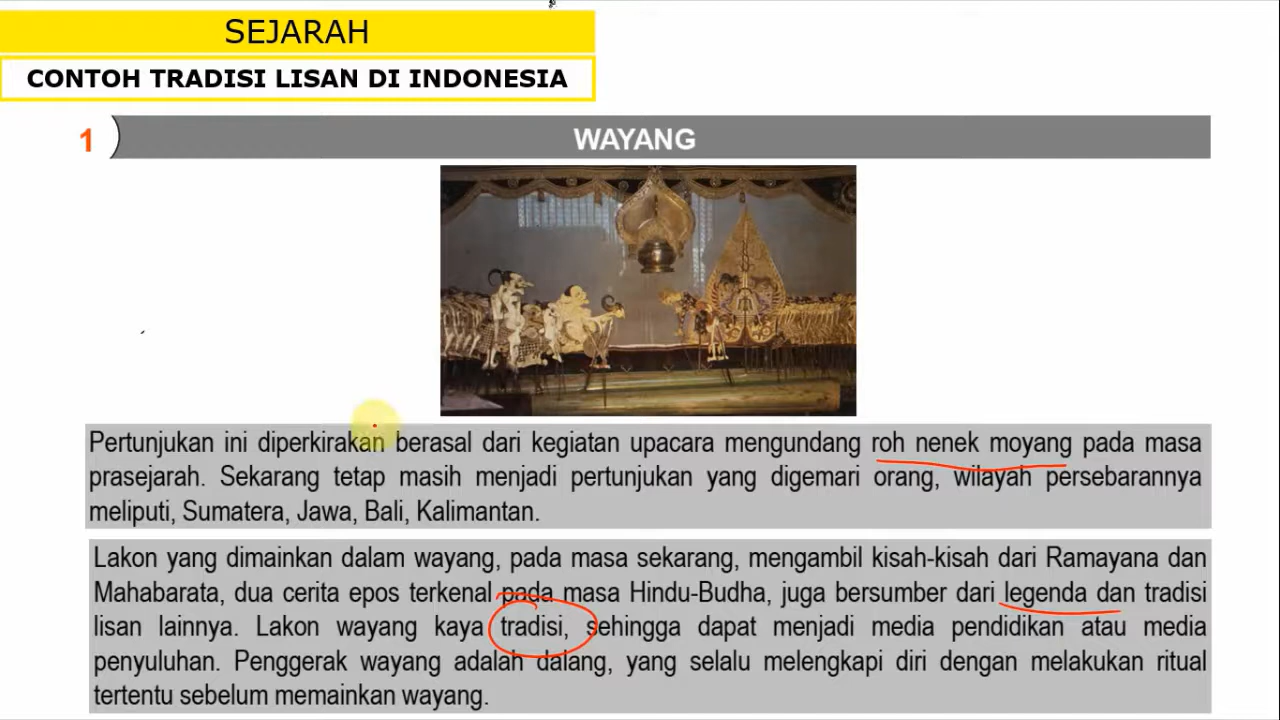 SEJARAH
CONTOH TRADISI LISAN DI INDONESIA
1 WAYANG
Pertunjukan ini diperkirakan berasal dari kegiatan upacara mengundang roh nenek moyang pada masa
prasejarah. Sekarang tetap masih menjadi pertunjukan yang digemari orang, wilayah persebarannya
meliputi, Sumatera, Jawa, Bali, Kalimantan.
Lakon yang dimainkan dalam wayang, pada masa sekarang, mengambil kisah-kisah dari Ramayana dan
Mahabarata, dua cerita epos terkenal pada masa Hindu-Budha, juga bersumber dari legenda dan tradisi
lisan lainnya. Lakon wayang kaya tradisi, sehingga dapat menjadi media pendidikan atau media
penyuluhan. Penggerak wayang adalah dalang, yang selalu melengkapi diri dengan melakukan ritual
tertentu sebelum memainkan wayang.